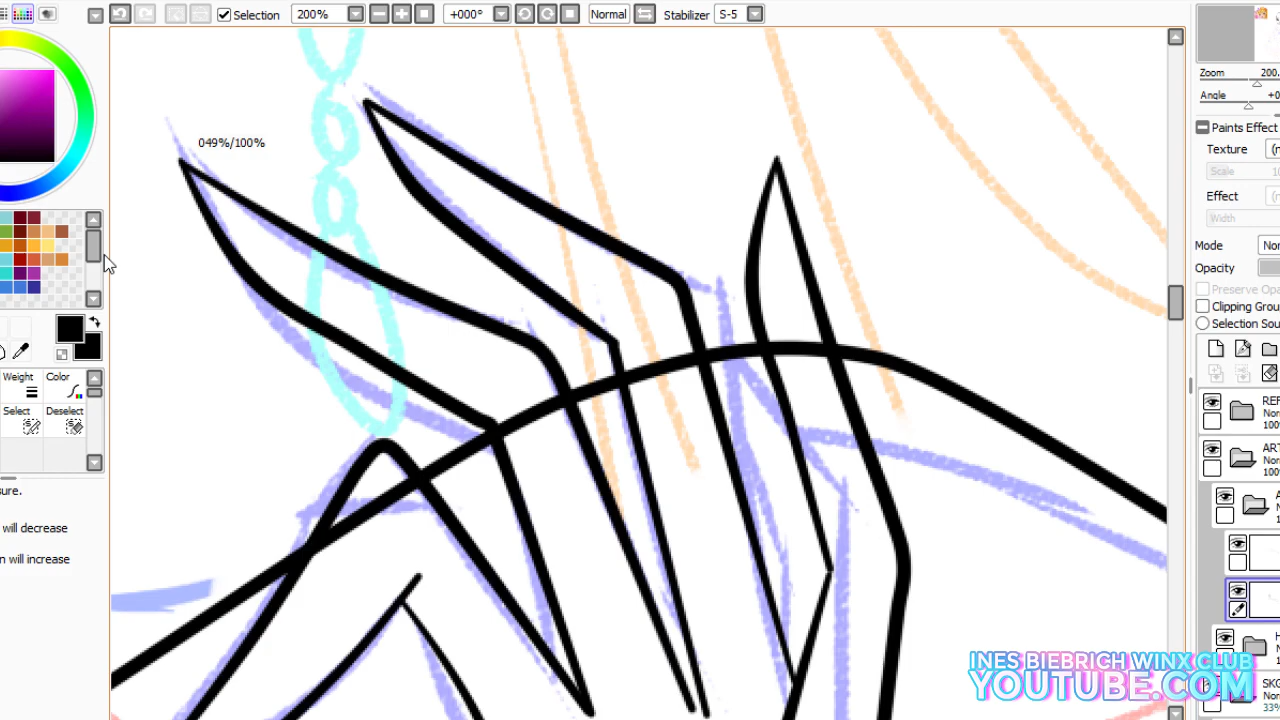 Selection
200%
+000°
Normal
Stabilizer
S-5
Zoom
200.
Angle
+0
Paints Effect
Texture
Scale
Effect
Width
Mode
Nor
Opacity
Preserve Opa
Clipping Grou
Selection Sou
049%/100%
Weight
Color
Select
Deselect
sure.
will decrease
n will increase
REF
Nor
100%
ART
Nor
100%
SKC
Nor
33%
INES BIEBRICH WINX CLUB
YOUTUBE.COM